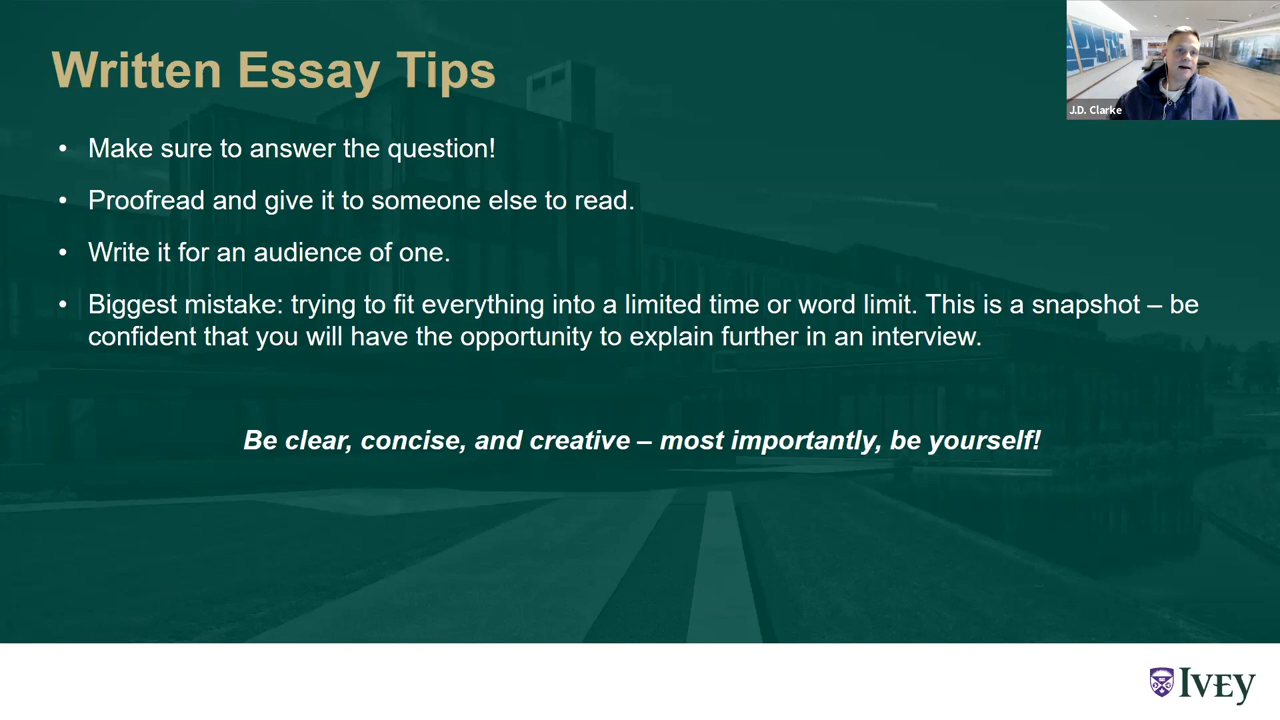 Written Essay Tips
J.D. Clarke
• Make sure to answer the question!
• Proofread and give it to someone else to read.
• Write it for an audience of one.
• Biggest mistake: trying to fit everything into a limited time or word limit. This is a snapshot – be
confident that you will have the opportunity to explain further in an interview.
Be clear, concise, and creative – most importantly, be yourself!
IVEY